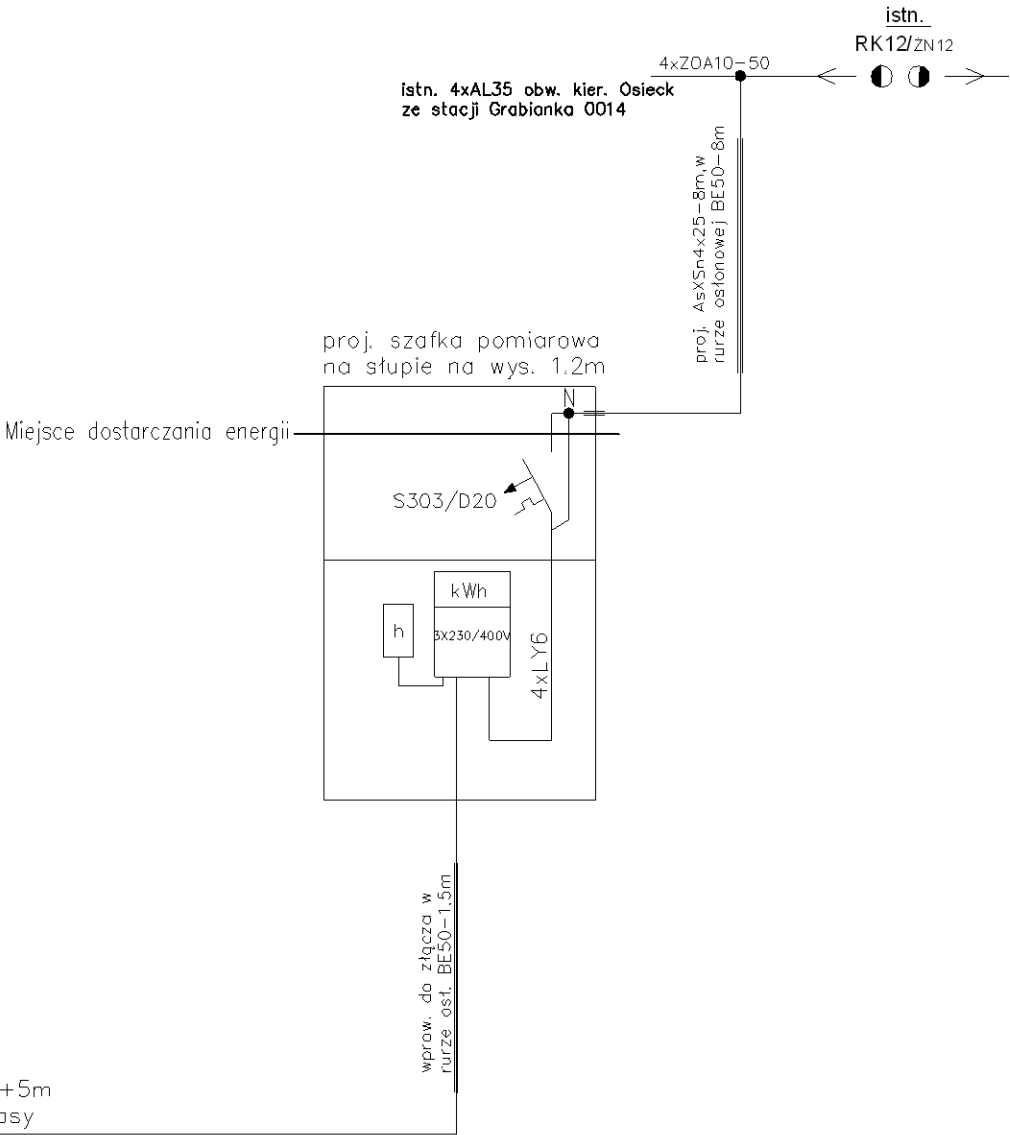 istn.
RK12/ŻN12
4xZOA10-50
istn. 4xAL35 obw. kier. Osieck
ze stacji Grabianka 0014
proj. AsXSn4x25-8m,w
rurze osłonowej BE50-8m
proj. szafka pomiarowa
na słupie na wys. 1.2m
N
Miejsce dostarczania energii
S303/D20
kWh
3X230/400V
h
4xLY6
wprow. do złącza w
rurze osł. BE50-1.5m
+5m
asy